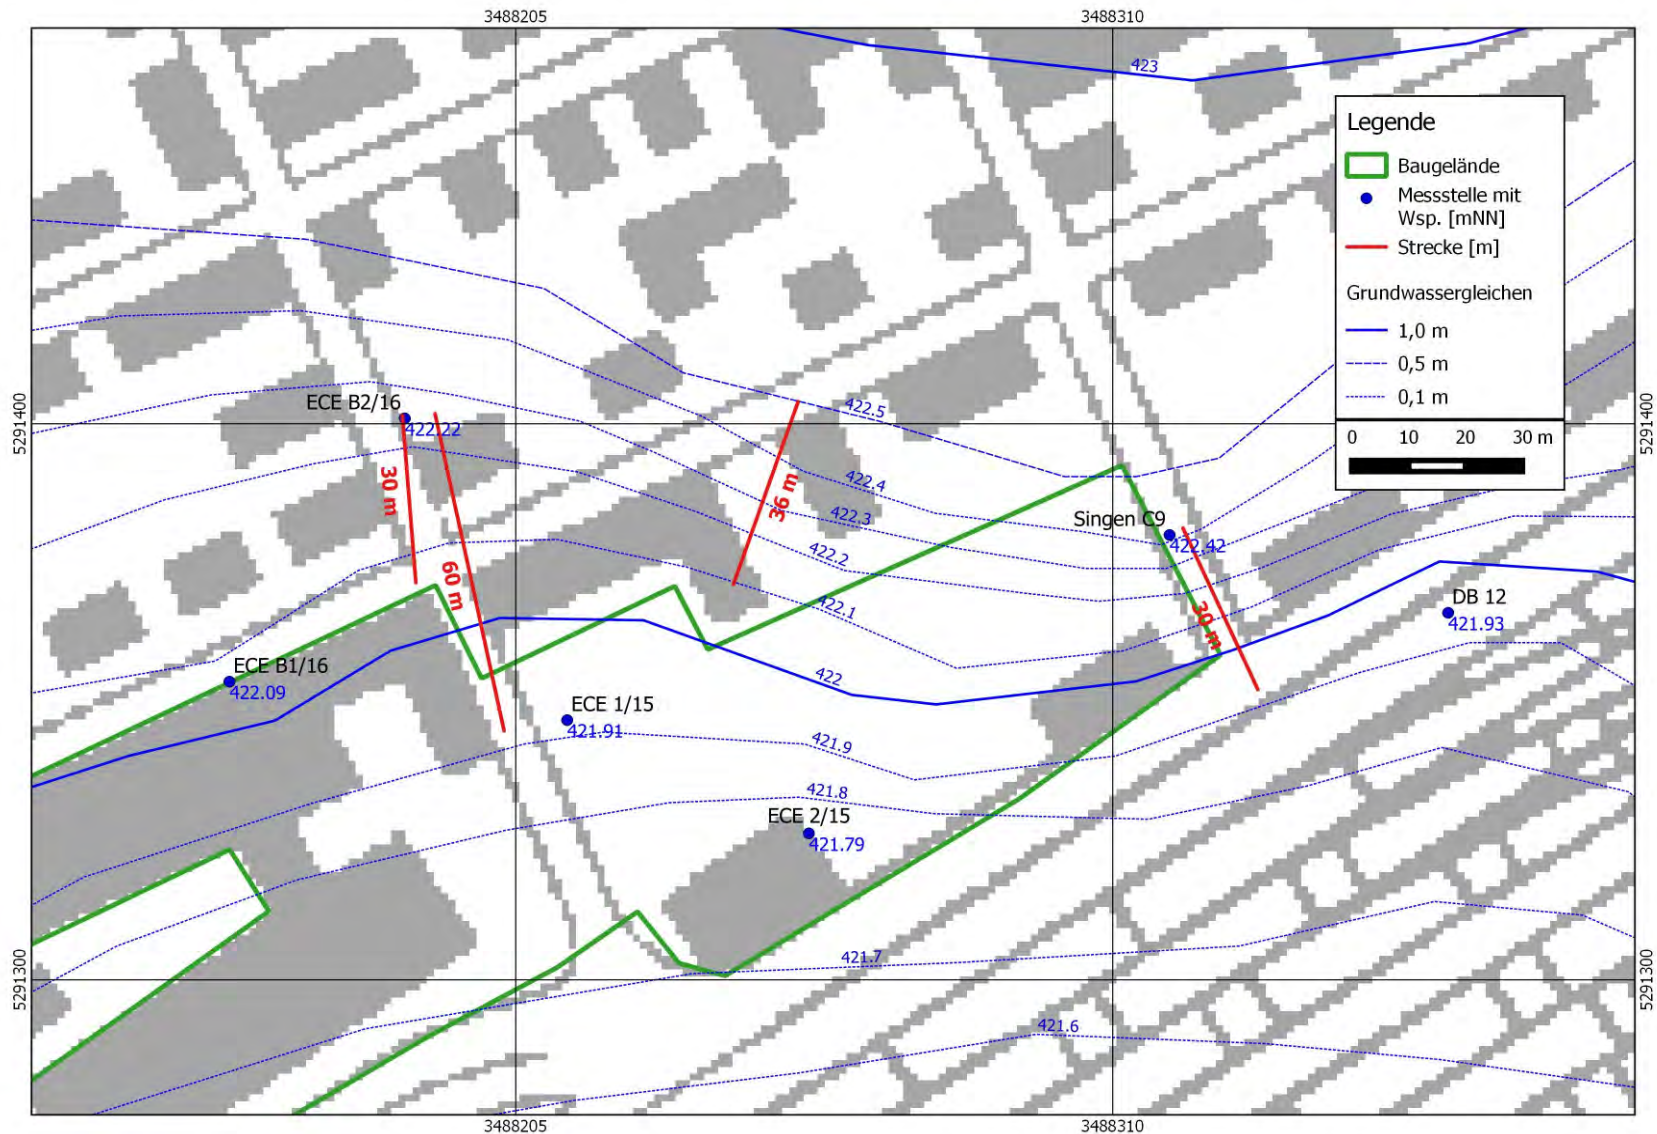 3488205
3488310
423
Legende
Baugelände
Messstelle mit
Wsp. [mNN]
Strecke [m]
Grundwassergleichen
1,0 m
0,5 m
0,1 m
0 10 20 30 m
5291400
5291400
ECE B2/16
422.22
422.5
30 m
36 m
422.4
422.3
Singen C9
422.42
422.2
60 m
422.1
30 m
DB 12
421.93
ECE B1/16
422.09
422
ECE 1/15
421.91
421.9
421.8
ECE 2/15
421.79
421.7
5291300
5291300
421.6
3488205
3488310